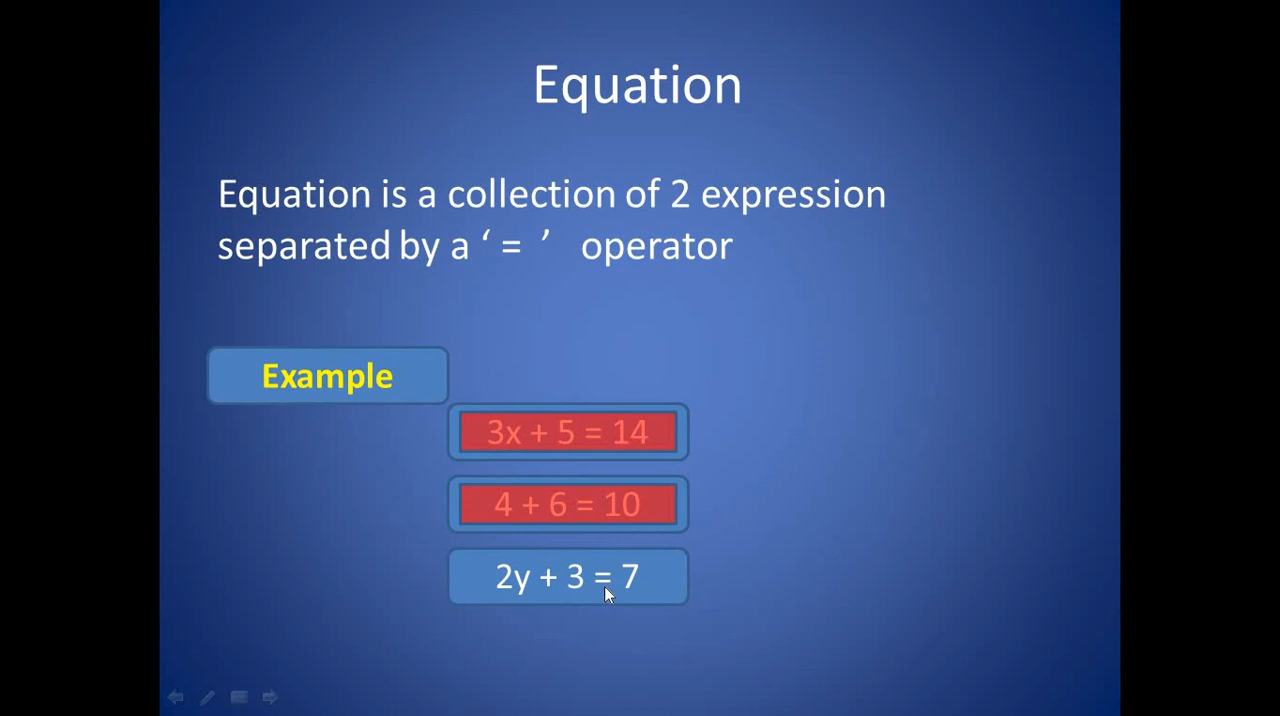 Equation
Equation is a collection of 2 expression
separated by a ‘ = ’ operator
Example
3x + 5 = 14
4 + 6 = 10
2y + 3 = 7